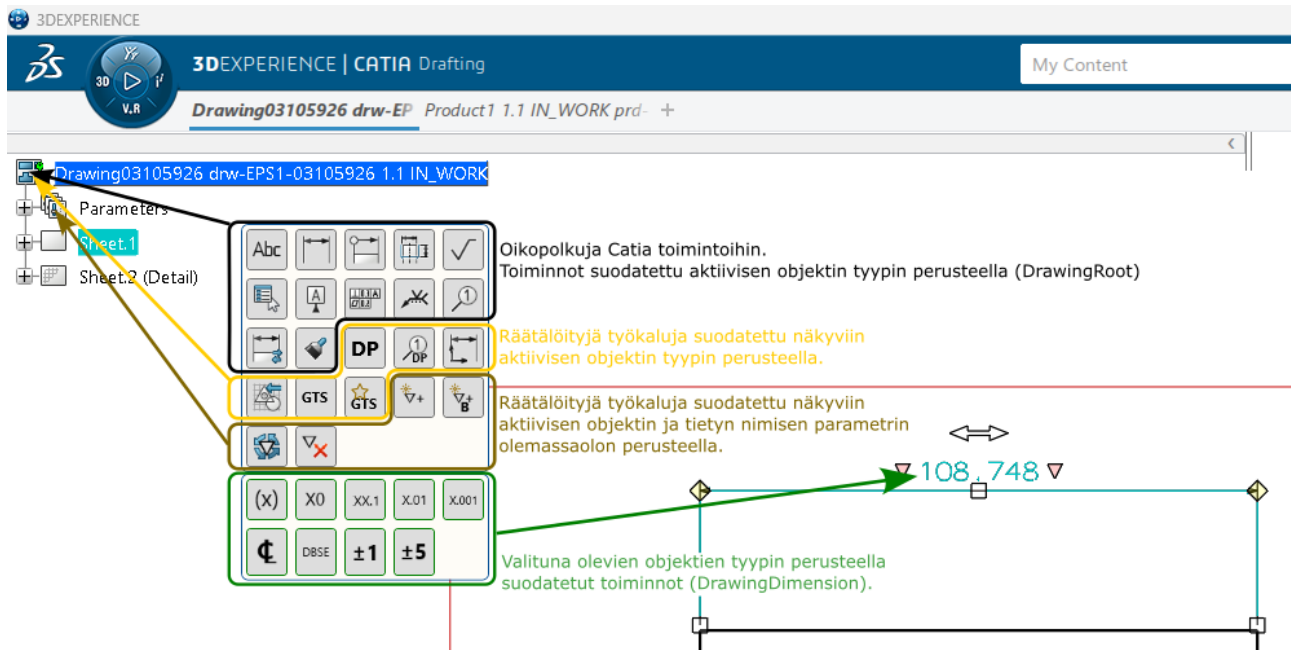 3DEXPERIENCE
3DEXPERIENCE | CATIA Drafting
My Content
3D
V.R
Drawing03105926 drw-EP Product1 1.1 IN_WORK prd-
Drawing03105926 drw-EPS1-03105926 1.1 IN_WORK
Parameters
Sheet.1
Sheet.2 (Detail)
Abc
A
1
DP
1 DP
GTS
GTS
B
Oikopolkuja Catia toimintoihin.
Toiminnot suodatettu aktiivisen objektin tyypin perusteella (DrawingRoot)
Räätälöityjä työkaluja suodatettu näkyviin
aktiivisen objektin tyypin perusteella.
Räätälöityjä työkaluja suodatettu näkyviin
aktiivisen objektin ja tietyn nimisen parametrin
olemassaolon perusteella.
108,748
(x) X0 XX.1 X.01 X.001
℄ DBSE ±1 ±5
Valituna olevien objektien tyypin perusteella
suodatetut toiminnot (DrawingDimension).